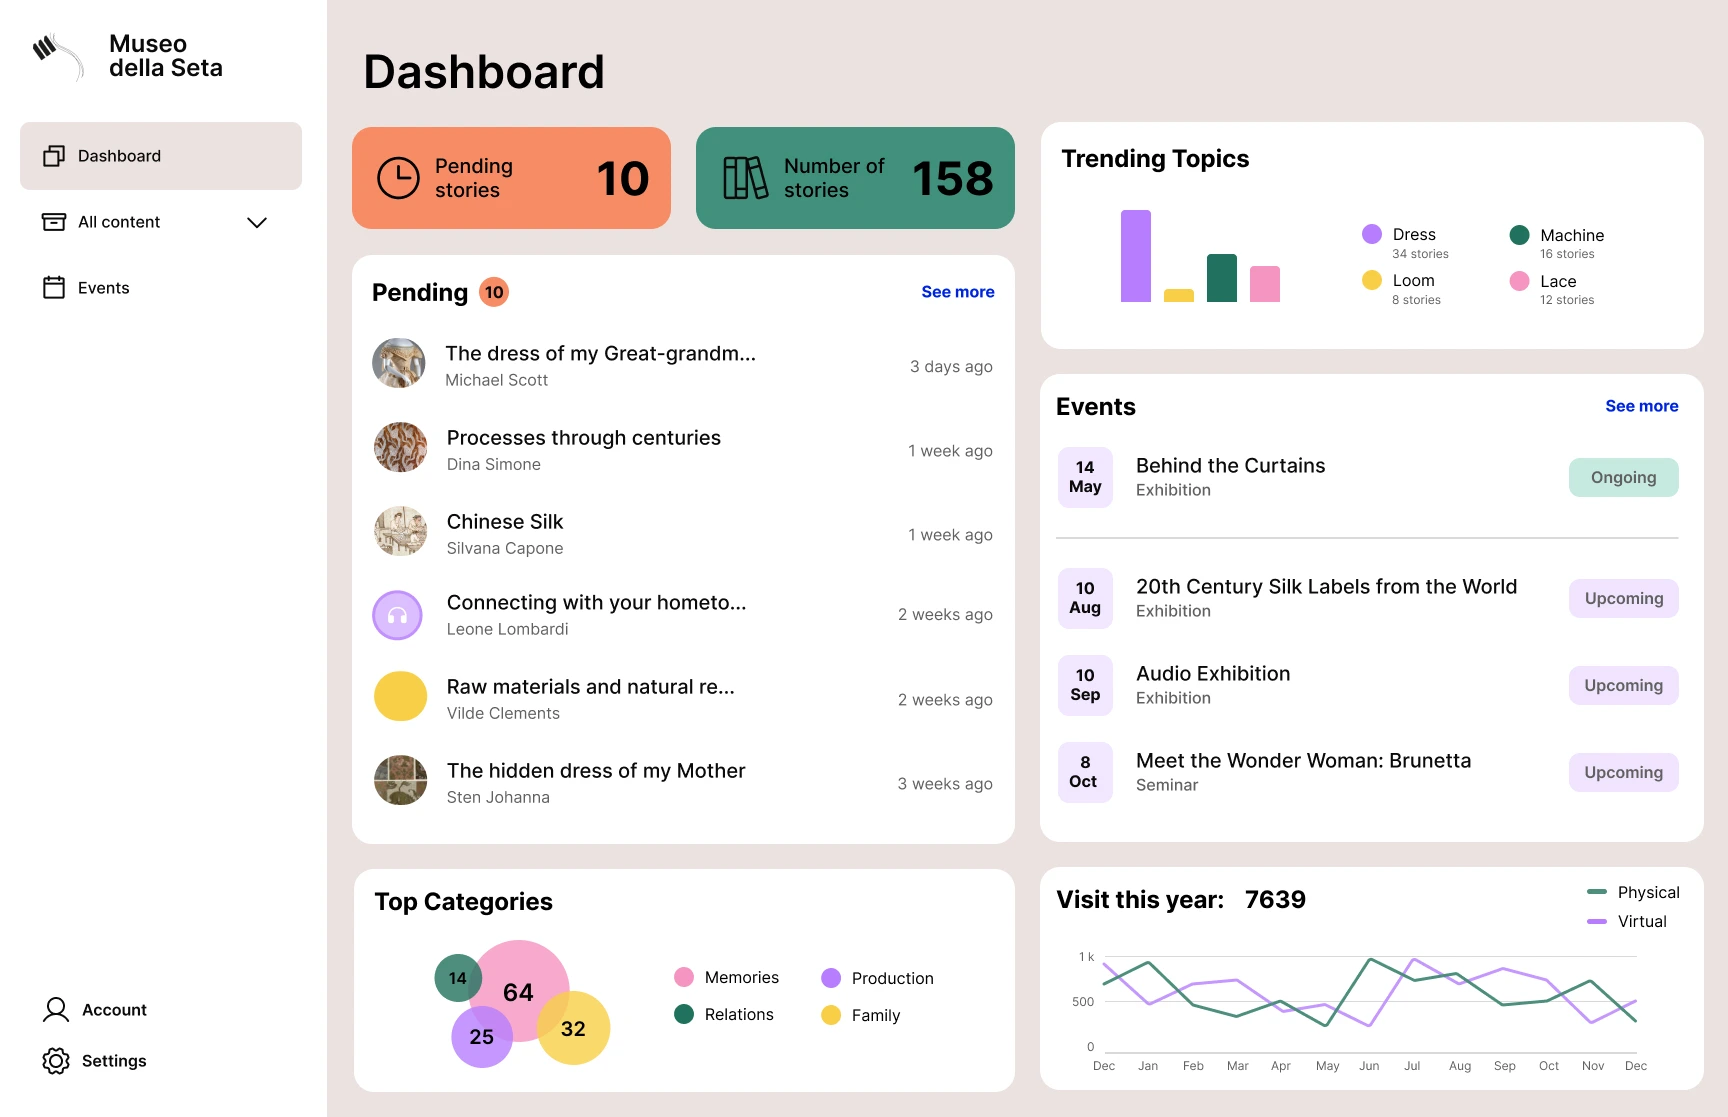 Museo
della Seta
Dashboard
All content
Events
Account
Settings
Dashboard
Pending
stories
10
Number of
stories
158
Pending 10
See more
The dress of my Great-grandm...
Michael Scott
3 days ago
Processes through centuries
Dina Simone
1 week ago
Chinese Silk
Silvana Capone
1 week ago
Connecting with your hometo...
Leone Lombardi
2 weeks ago
Raw materials and natural re...
Vilde Clements
2 weeks ago
The hidden dress of my Mother
Sten Johanna
3 weeks ago
Top Categories
14
64
25
32
Memories
Production
Relations
Family
Trending Topics
Dress
34 stories
Machine
16 stories
Loom
8 stories
Lace
12 stories
Events
See more
14
May
Behind the Curtains
Exhibition
Ongoing
10
Aug
20th Century Silk Labels from the World
Exhibition
Upcoming
10
Sep
Audio Exhibition
Exhibition
Upcoming
8
Oct
Meet the Wonder Woman: Brunetta
Seminar
Upcoming
Visit this year: 7639
Physical
Virtual
1 k
500
0
Dec Jan Feb Mar Apr May Jun Jul Aug Sep Oct Nov Dec